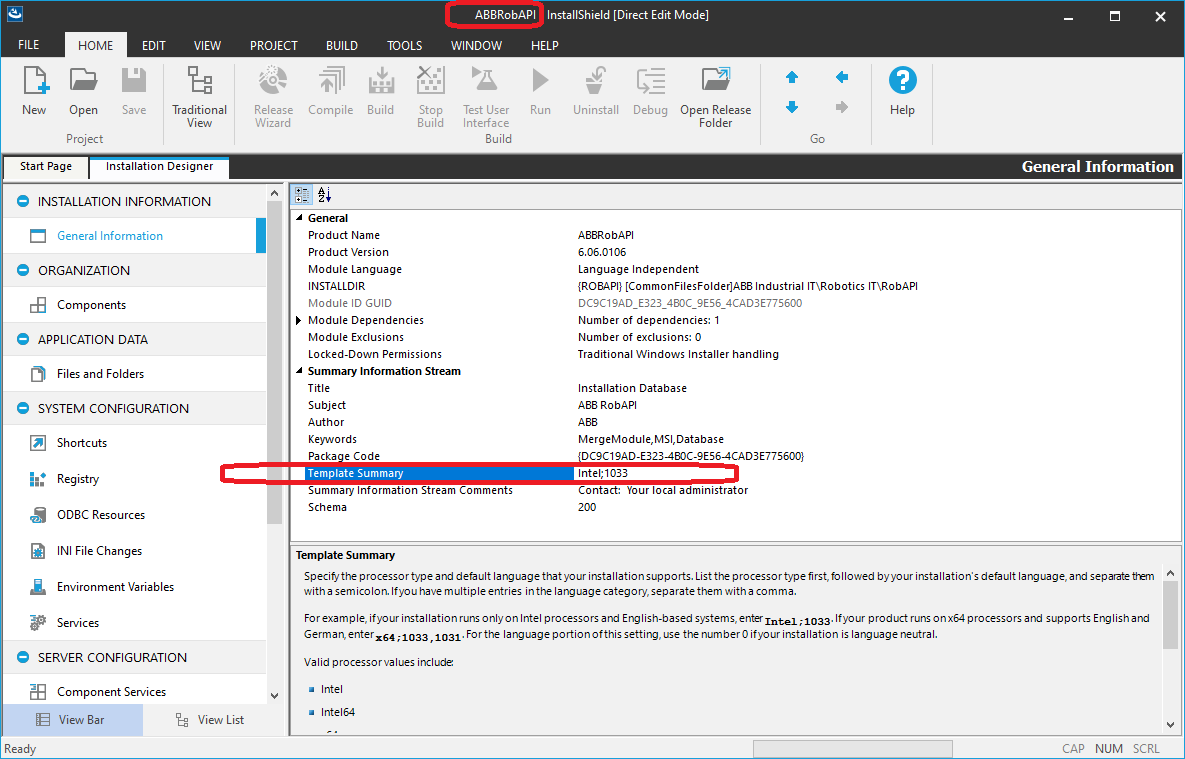 ABBRobAPI InstallShield [Direct Edit Mode]
FILE HOME EDIT VIEW PROJECT BUILD TOOLS WINDOW HELP
New Open Save Traditional View Release Wizard Compile Build Stop Build Test User Interface Run Uninstall Debug Open Release Folder Help
Project Build Go
Start Page Installation Designer General Information
INSTALLATION INFORMATION
General Information
ORGANIZATION
Components
APPLICATION DATA
Files and Folders
SYSTEM CONFIGURATION
Shortcuts
Registry
ODBC Resources
INI File Changes
Environment Variables
Services
SERVER CONFIGURATION
Component Services
View Bar View List
General
Product Name ABBRobAPI
Product Version 6.06.0106
Module Language Language Independent
INSTALLDIR {ROBAPI} [CommonFilesFolder]ABB Industrial IT\Robotics IT\RobAPI
Module ID GUID DC9C19AD_E323_4B0C_9E56_4CAD3E775600
Module Dependencies Number of dependencies: 1
Module Exclusions Number of exclusions: 0
Locked-Down Permissions Traditional Windows Installer handling
Summary Information Stream
Title Installation Database
Subject ABB RobAPI
Author ABB
Keywords MergeModule,MSI,Database
Package Code {DC9C19AD-E323-4B0C-9E56-4CAD3E775600}
Template Summary Intel;1033
Summary Information Stream Comments Contact: Your local administrator
Schema 200
Template Summary
Specify the processor type and default language that your installation supports. List the processor type first, followed by your installation's default language, and separate them
with a semicolon. If you have multiple entries in the language category, separate them with a comma.
For example, if your installation runs only on Intel processors and English-based systems, enter Intel;1033. If your product runs on x64 processors and supports English and
German, enter x64;1033,1031. For the language portion of this setting, use the number 0 if your installation is language neutral.
Valid processor values include:
Intel
Intel64
Ready CAP NUM SCRL